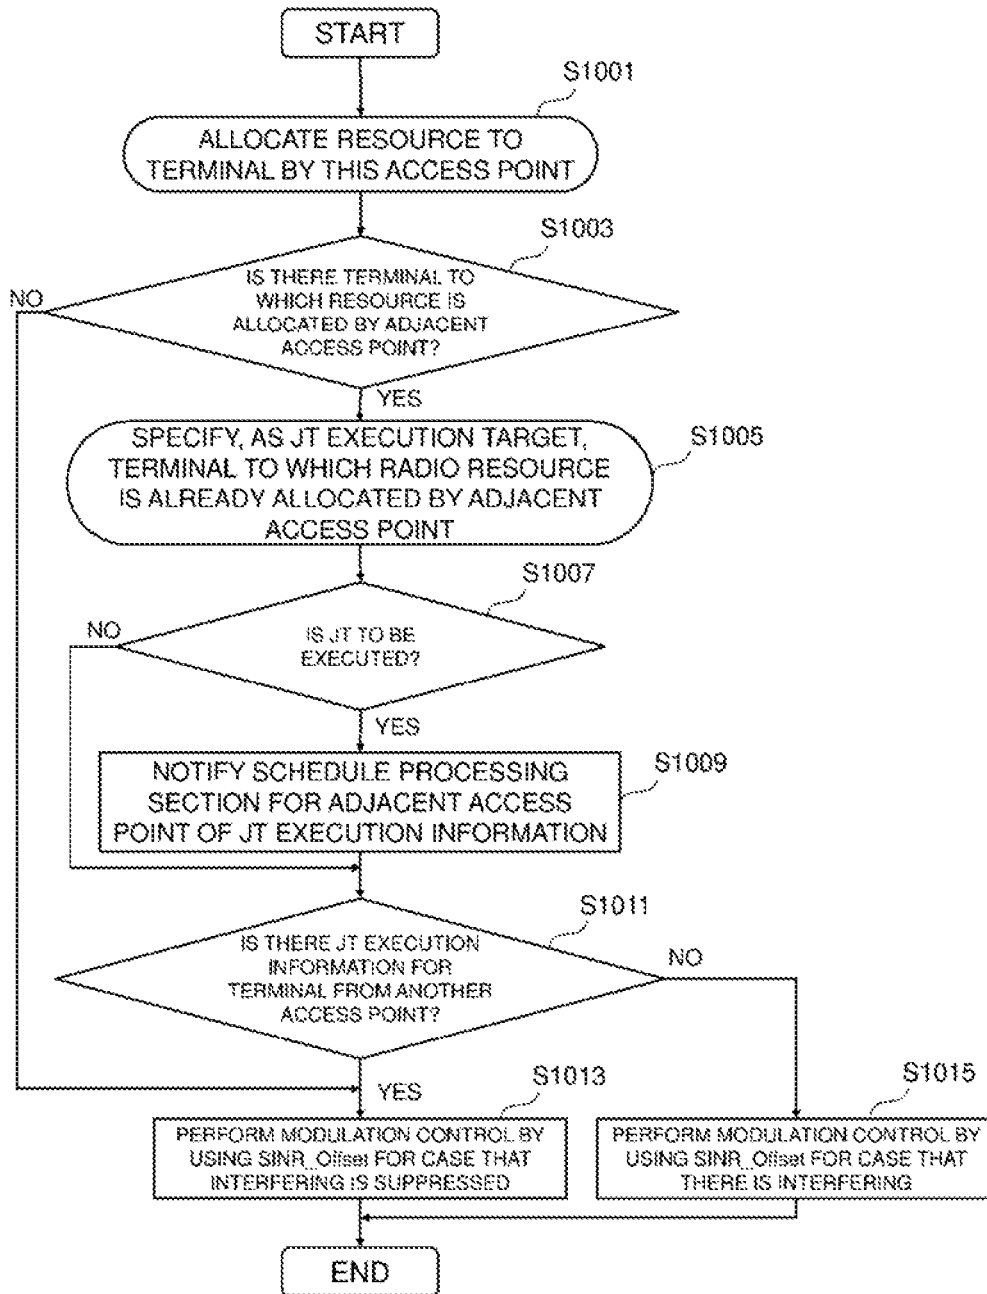 START
S1001
ALLOCATE RESOURCE TO
TERMINAL BY THIS ACCESS POINT
S1003
IS THERE TERMINAL TO
WHICH RESOURCE IS
ALLOCATED BY ADJACENT
ACCESS POINT?
NO
YES
SPECIFY, AS JT EXECUTION TARGET,
TERMINAL TO WHICH RADIO RESOURCE
IS ALREADY ALLOCATED BY ADJACENT
ACCESS POINT
S1005
S1007
NO
IS JT TO BE
EXECUTED?
YES
NOTIFY SCHEDULE PROCESSING
SECTION FOR ADJACENT ACCESS
POINT OF JT EXECUTION INFORMATION
S1009
S1011
IS THERE JT EXECUTION
INFORMATION FOR
TERMINAL FROM ANOTHER
ACCESS POINT?
NO
YES
S1013
S1015
PERFORM MODULATION CONTROL BY
USING SINR_Offset FOR CASE THAT
INTERFERING IS SUPPRESSED
PERFORM MODULATION CONTROL BY
USING SINR_Offset FOR CASE THAT
THERE IS INTERFERING
END